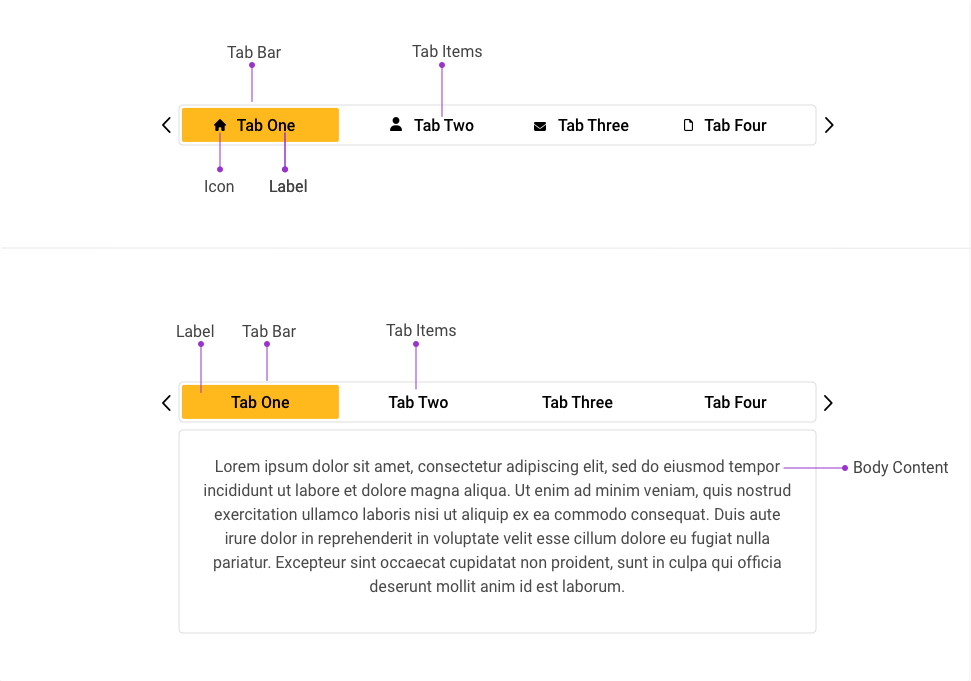 Tab Bar
Tab Items
Tab One
Tab Two
Tab Three
Tab Four
Icon
Label
Label
Tab Bar
Tab Items
Tab One
Tab Two
Tab Three
Tab Four
Lorem ipsum dolor sit amet, consectetur adipiscing elit, sed do eiusmod tempor
incididunt ut labore et dolore magna aliqua. Ut enim ad minim veniam, quis nostrud
exercitation ullamco laboris nisi ut aliquip ex ea commodo consequat. Duis aute
irure dolor in reprehenderit in voluptate velit esse cillum dolore eu fugiat nulla
pariatur. Excepteur sint occaecat cupidatat non proident, sunt in culpa qui officia
deserunt mollit anim id est laborum.
Body Content